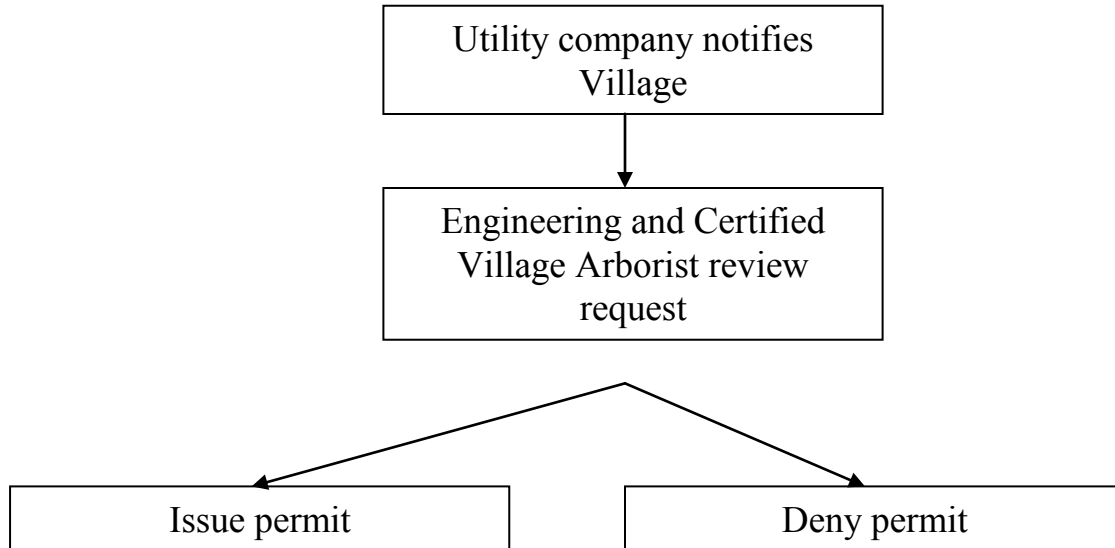 Utility company notifies
Village
Engineering and Certified
Village Arborist review
request
Issue permit
Deny permit